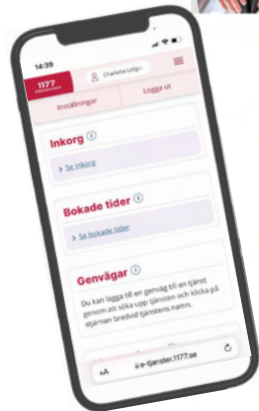 14:39
1177
Charlotte
Inställningar
Logga ut
Inkorg
> Se inkorg
Bokade tider
> Se bokade tider
Genvägar
Du kan lägga till en genväg till en tjänst
genom att söka upp tjänsten och klicka på
stjärnan bredvid tjänstens namn.
AA
e-tjanster.1177.se